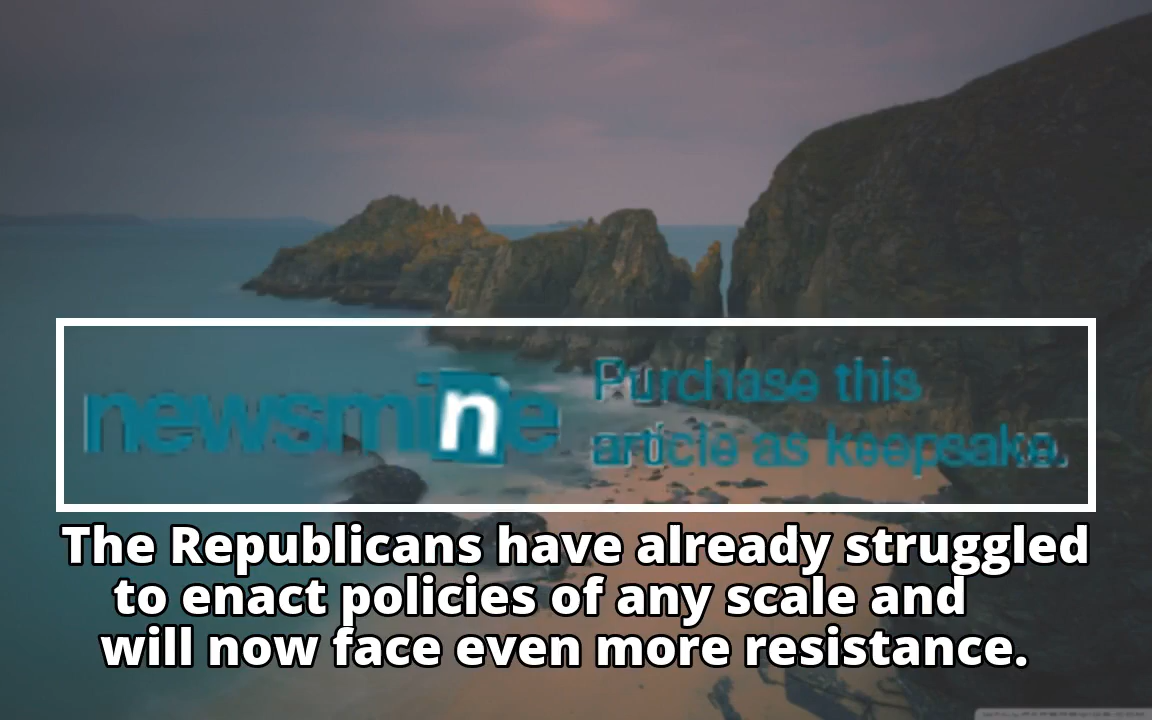 newsmine
Purchase this
article as keepsake.
The Republicans have already struggled
to enact policies of any scale and
will now face even more resistance.